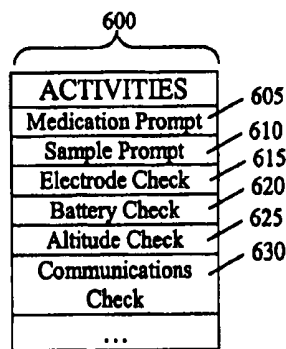 600
ACTIVITIES
Medication Prompt 605
Sample Prompt 610
Electrode Check 615
Battery Check 620
Altitude Check 625
Communications 630
Check
...